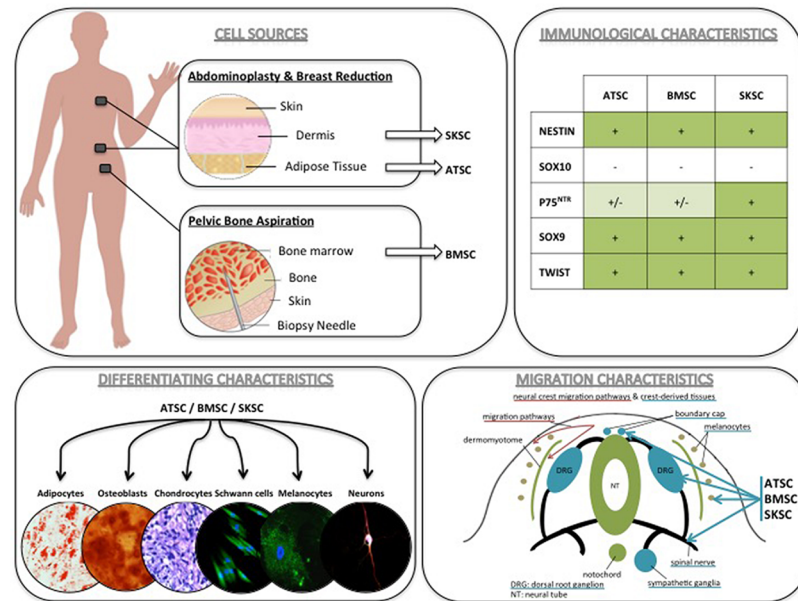 CELL SOURCES
Abdominoplasty & Breast Reduction
Skin
Dermis
SKSC
Adipose Tissue
ATSC
Pelvic Bone Aspiration
Bone marrow
BMSC
Bone
Skin
Biopsy Needle
IMMUNOLOGICAL CHARACTERISTICS
ATSC BMSC SKSC
NESTIN + + +
SOX10 - - -
P75NTR +/- +/- +
SOX9 + + +
TWIST + + +
DIFFERENTIATING CHARACTERISTICS
ATSC / BMSC / SKSC
Adipocytes Osteoblasts Chondrocytes Schwann cells Melanocytes Neurons
MIGRATION CHARACTERISTICS
neural crest migration pathways & crest-derived tissues
migration pathways
boundary cap
melanocytes
dermomyotome
DRG
DRG
NT
ATSC
BMSC
SKSC
spinal nerve
notochord
sympathetic ganglia
DRG: dorsal root ganglion
NT: neural tube